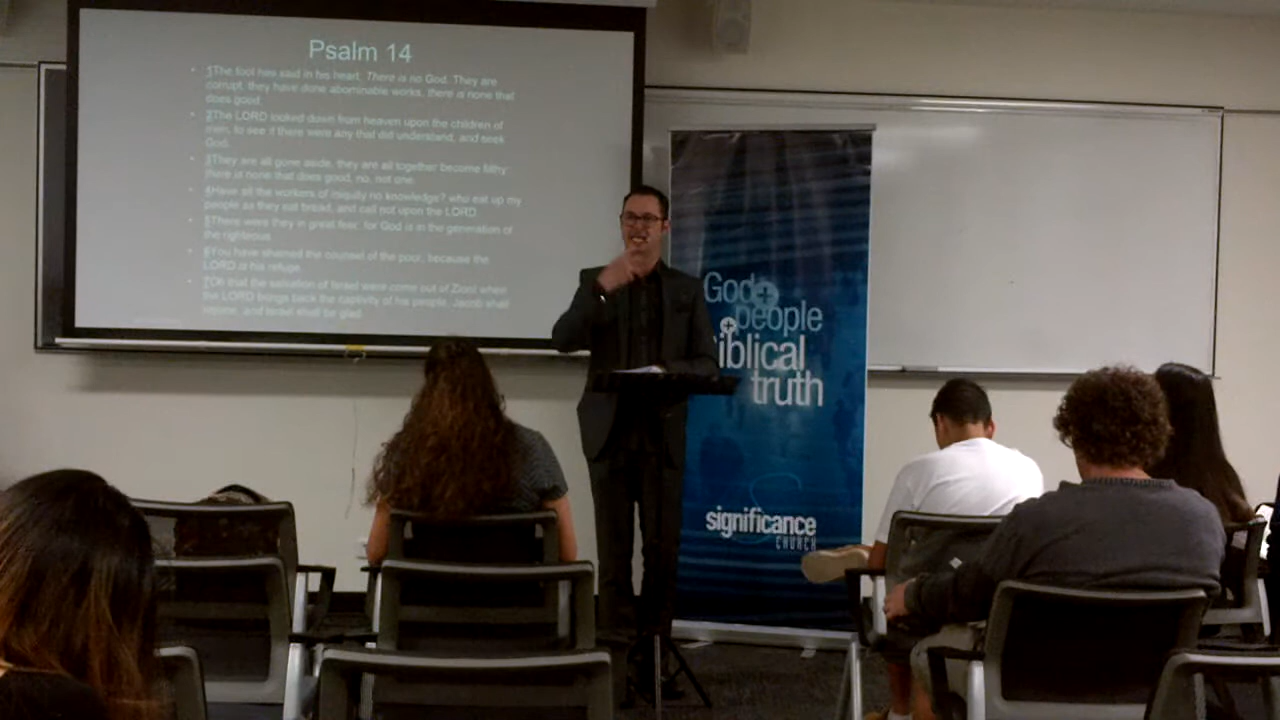 Psalm 14
1The fool has said in his heart, There is no God. They are
corrupt, they have done abominable works, there is none that
does good.
2The LORD looked down from heaven upon the children of
men, to see if there were any that did understand, and seek
God.
3They are all gone aside, they are all together become filthy:
there is none that does good, no, not one.
4Have all the workers of iniquity no knowledge? who eat up my
people as they eat bread, and call not upon the LORD.
5There were they in great fear: for God is in the generation of
the righteous.
6You have shamed the counsel of the poor, because the
LORD is his refuge.
7Oh that the salvation of Israel were come out of Zion! when
the LORD brings back the captivity of his people, Jacob shall
rejoice, and Israel shall be glad.
God+
people
+iblical
truth
significance
CHURCH